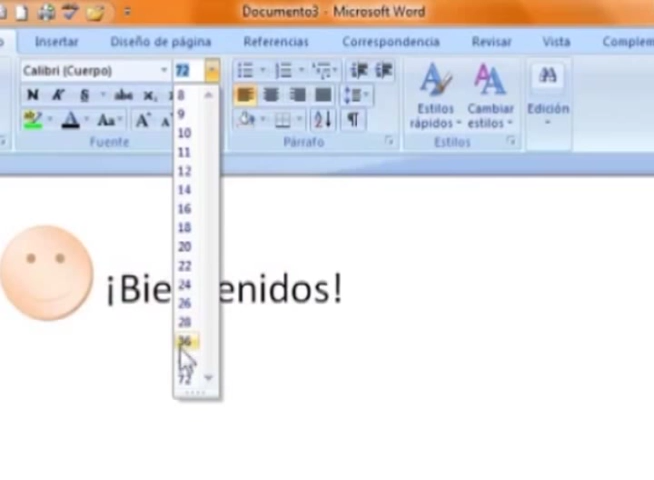 Documento3 - Microsoft Word
Insertar Diseño de página Referencias Correspondencia Revisar Vista Complem
Calibri (Cuerpo) 72
N K S abc x,
Aa A A
Fuente
Párrafo
Estilos rápidos
Cambiar estilos
Estilos
Edición
8
9
10
11
12
14
16
18
20
22
24
26
28
36
72
¡Bie enidos!